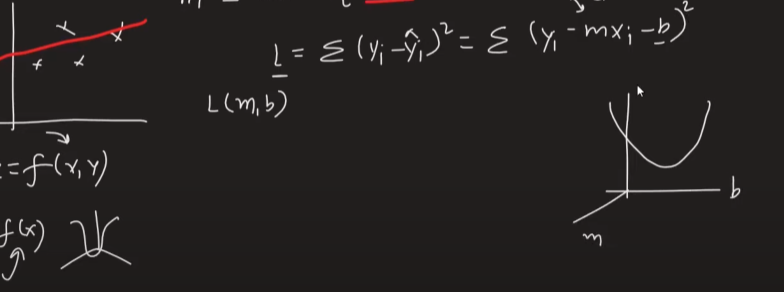 L = Σ (yᵢ - ŷᵢ)² = Σ (yᵢ - mxᵢ - b)²
L(m, b)
= f(x, y)
b
f(x)
m